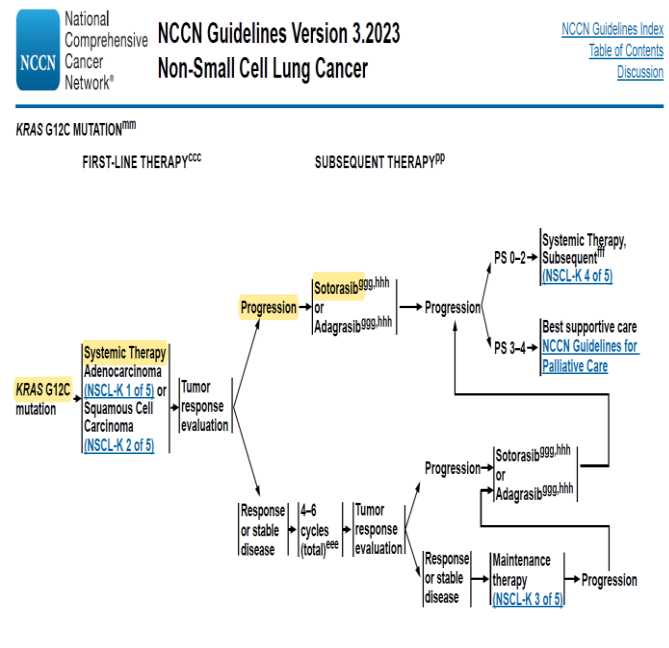 National
Comprehensive
NCCN Cancer
Network®
NCCN Guidelines Version 3.2023
Non-Small Cell Lung Cancer
NCCN Guidelines Index
Table of Contents
Discussion
KRAS G12C MUTATIONmm
FIRST-LINE THERAPYccc
SUBSEQUENT THERAPYpp
KRAS G12C
mutation
Systemic Therapy
Adenocarcinoma
(NSCL-K 1 of 5) or
Squamous Cell
Carcinoma
(NSCL-K 2 of 5)
Tumor
response
evaluation
Progression
Sotorasibggg,hhh
or
Adagrasibggg,hhh
Progression
PS 0–2
Systemic Therapy,
Subsequentfff
(NSCL-K 4 of 5)
PS 3–4
Best supportive care
NCCN Guidelines for
Palliative Care
Response
or stable
disease
4–6
cycles
(total)eee
Tumor
response
evaluation
Progression
Sotorasibggg,hhh
or
Adagrasibggg,hhh
Response
or stable
disease
Maintenance
therapy
(NSCL-K 3 of 5)
Progression